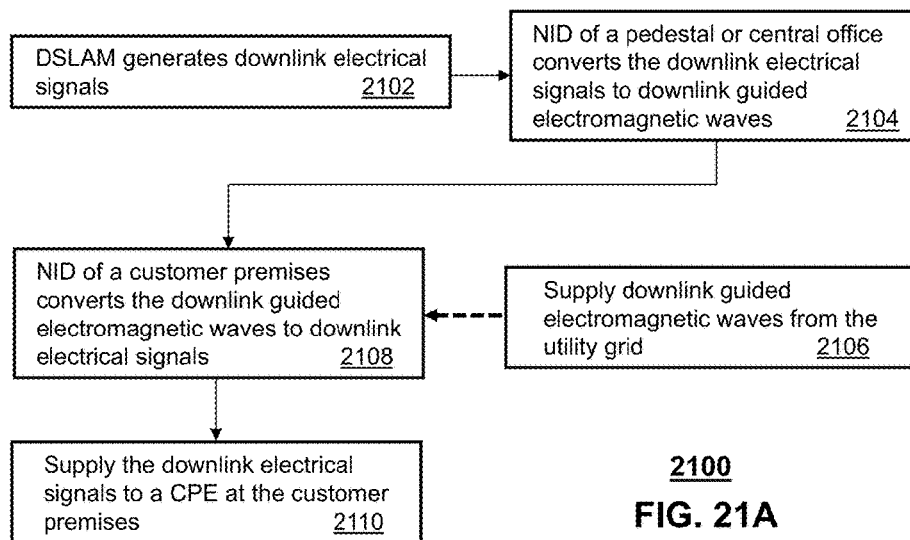 DSLAM generates downlink electrical
signals 2102
NID of a pedestal or central office
converts the downlink electrical
signals to downlink guided
electromagnetic waves 2104
NID of a customer premises
converts the downlink guided
electromagnetic waves to downlink
electrical signals 2108
Supply downlink guided
electromagnetic waves from the
utility grid 2106
Supply the downlink electrical
signals to a CPE at the customer
premises 2110
2100
FIG. 21A